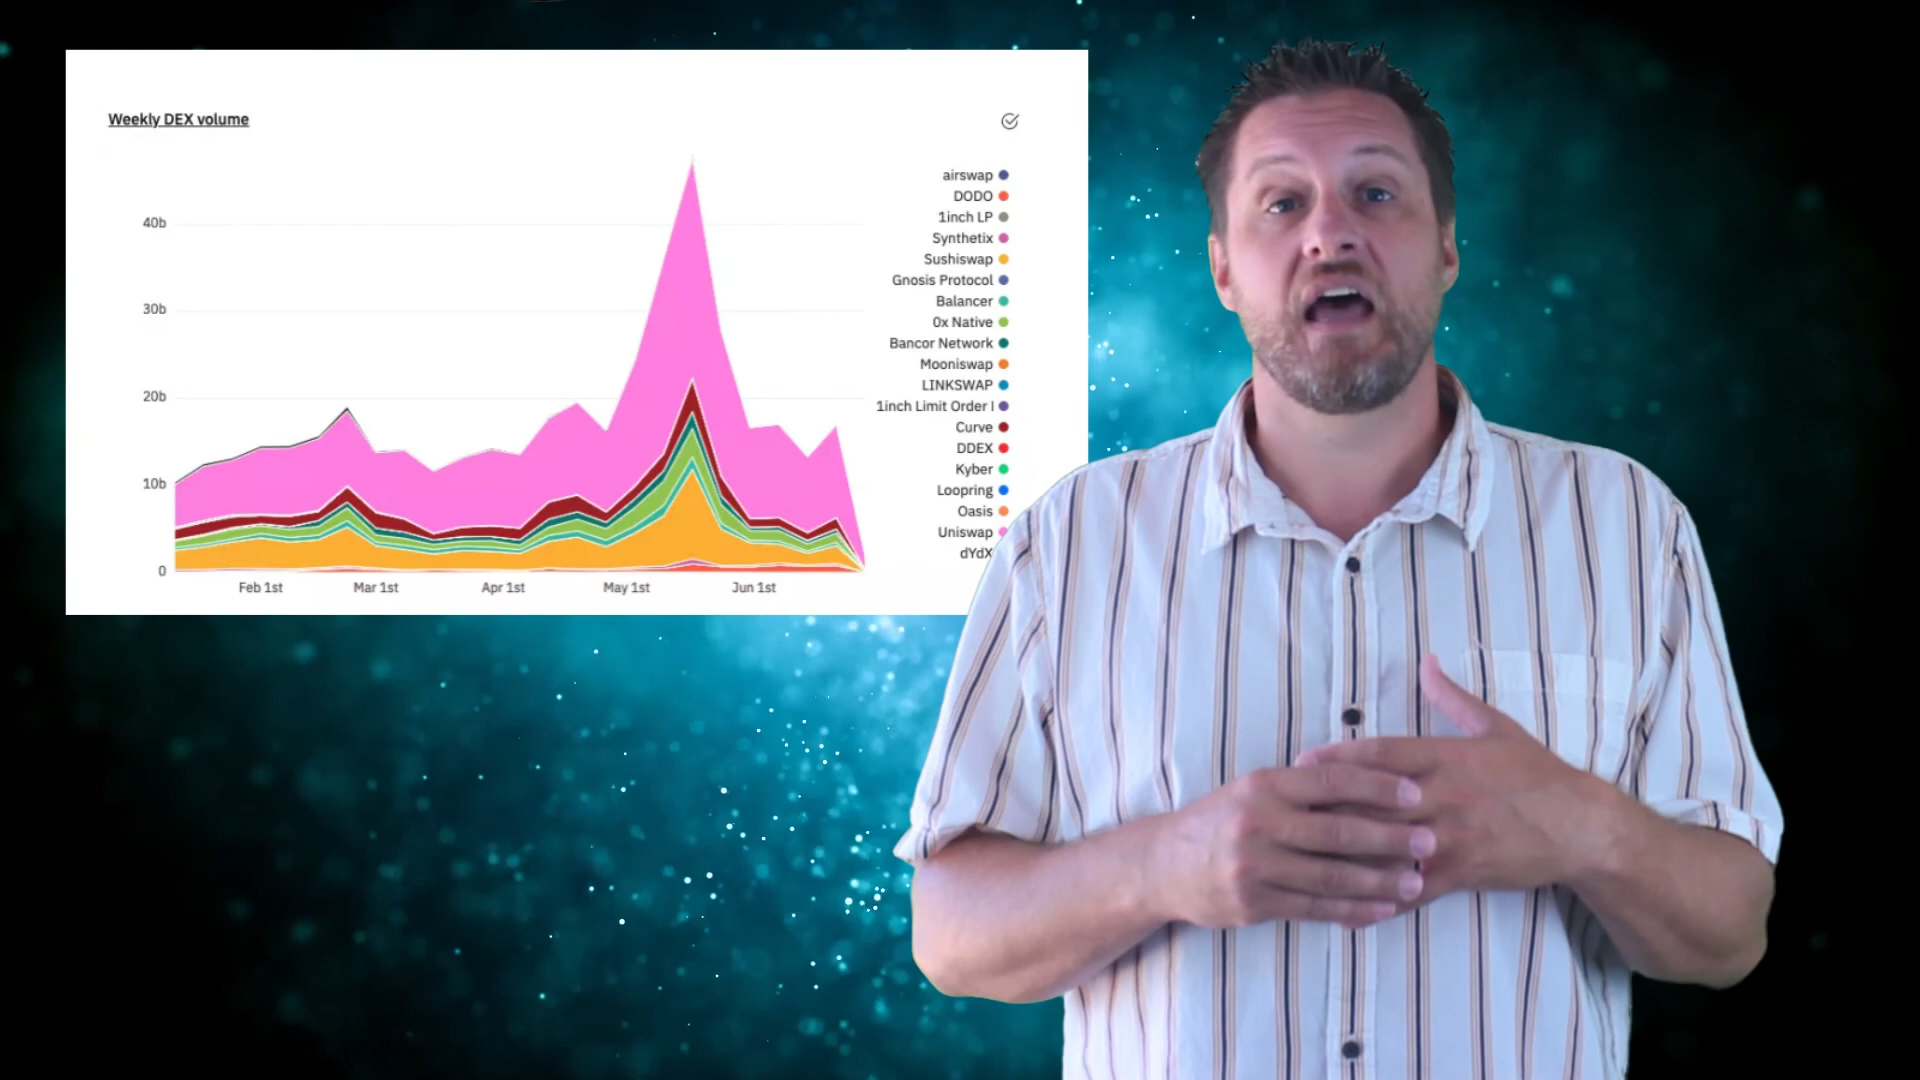 Weekly DEX volume
airswap
DODO
1inch LP
Synthetix
Sushiswap
Gnosis Protocol
Balancer
0x Native
Bancor Network
Mooniswap
LINKSWAP
1inch Limit Order
Curve
DDEX
Kyber
Loopring
Oasis
Uniswap
dYdX
40b
30b
20b
10b
0
Feb 1st
Mar 1st
Apr 1st
May 1st
Jun 1st